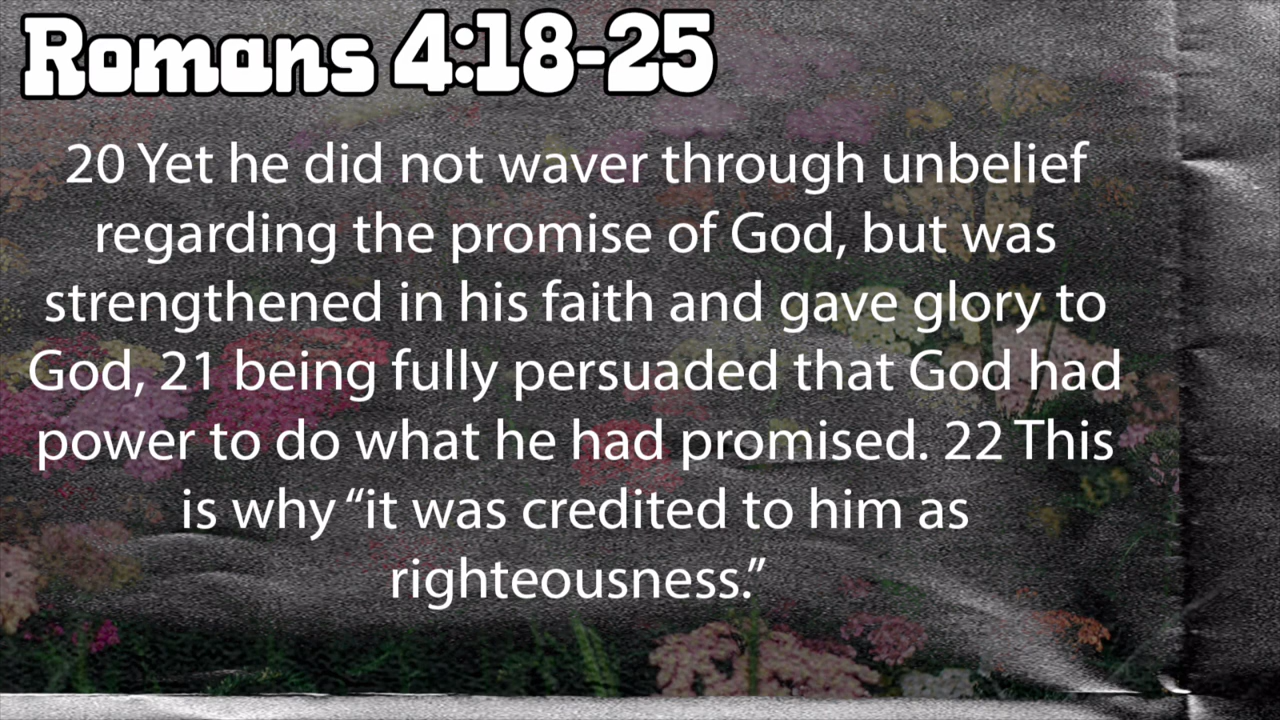 Romans 4:18-25
20 Yet he did not waver through unbelief
regarding the promise of God, but was
strengthened in his faith and gave glory to
God, 21 being fully persuaded that God had
power to do what he had promised. 22 This
is why “it was credited to him as
righteousness.”